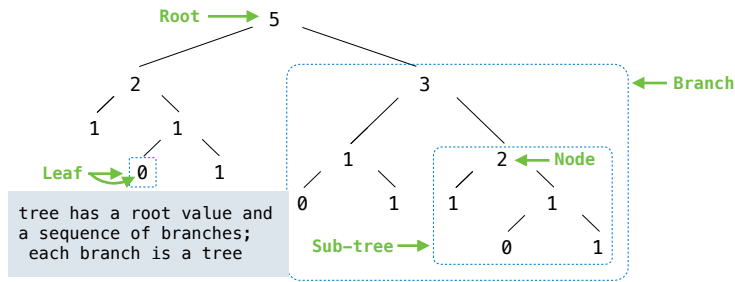 Root 5
2 3 Branch
1 1 1 2 Node
Leaf 0 1
0 1 1 1
tree has a root value and
a sequence of branches;
each branch is a tree
Sub-tree 0 1